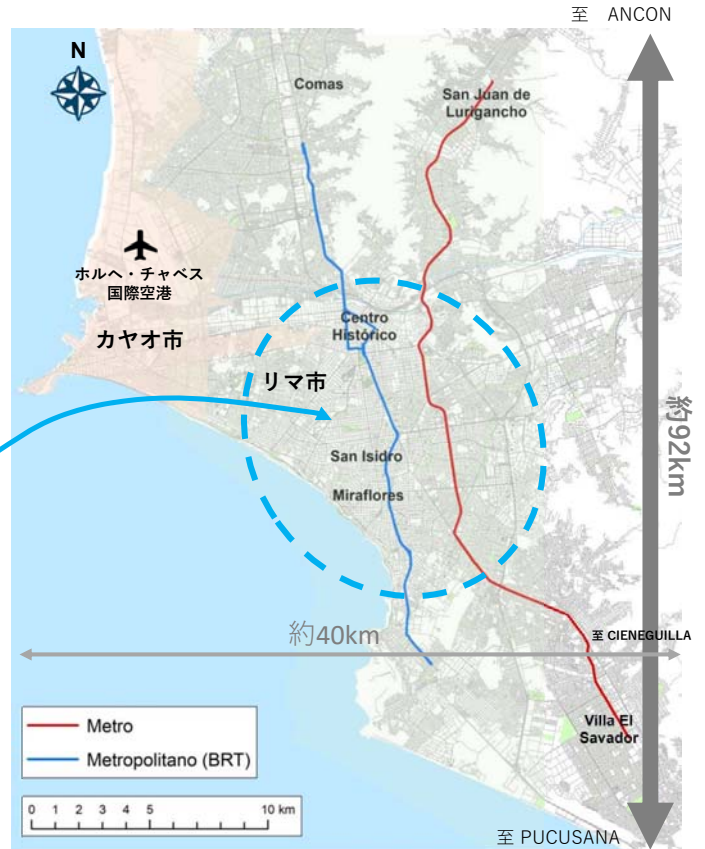 至 ANCON
N
Comas
San Juan de
Lurigancho
ホルヘ・チャベス
国際空港
カヤオ市
Centro
Histórico
リマ市
約92km
San Isidro
Miraflores
約40km
至 CIENEGUILLA
Villa El
Savador
Metro
Metropolitano (BRT)
0 1 2 3 4 5 10 km
至 PUCUSANA